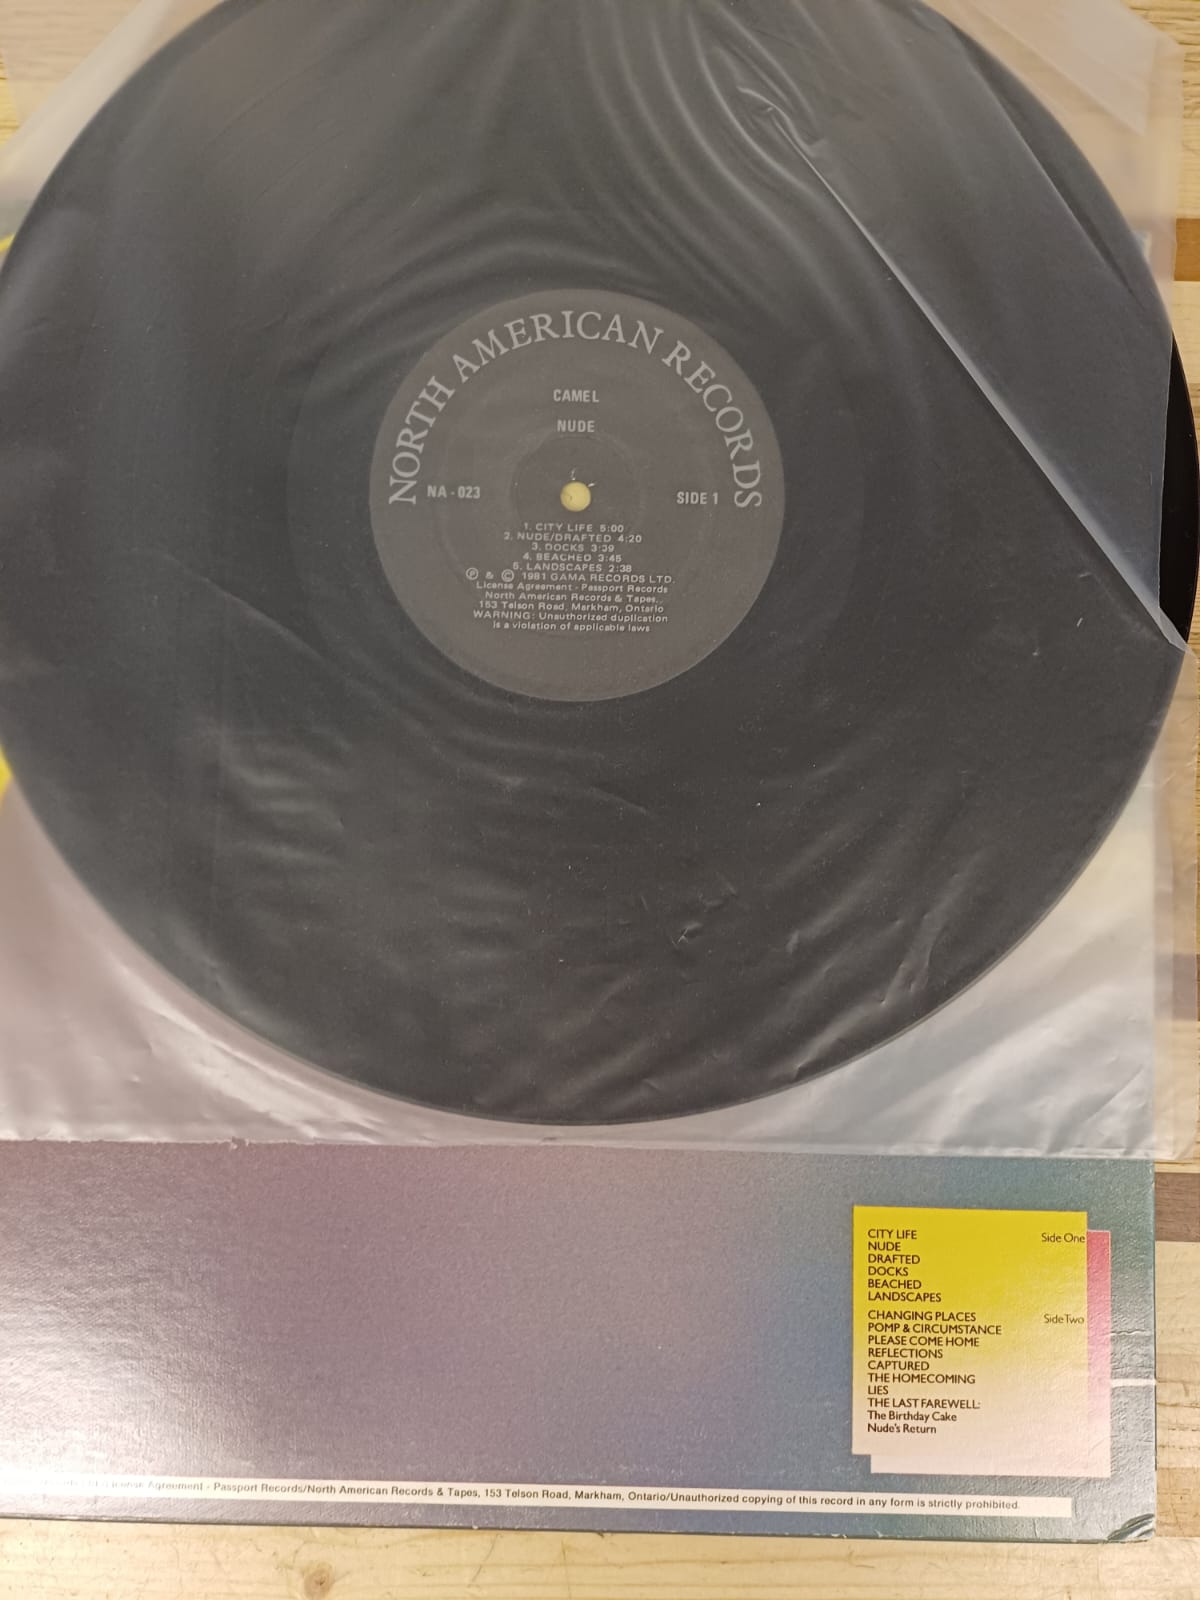 NORTH AMERICAN RECORDS
CAMEL
NUDE
NA - 023
SIDE 1
1. CITY LIFE 5:00
2. NUDE/DRAFTED 4:20
3. DOCKS 3:39
4. BEACHED 3:45
5. LANDSCAPES 2:38
℗ & © 1981 GAMA RECORDS LTD.
License Agreement - Passport Records
North American Records & Tapes.
153 Telson Road, Markham, Ontario
WARNING: Unauthorized duplication
is a violation of applicable laws
CITY LIFE Side One
NUDE
DRAFTED
DOCKS
BEACHED
LANDSCAPES
CHANGING PLACES Side Two
POMP & CIRCUMSTANCE
PLEASE COME HOME
REFLECTIONS
CAPTURED
THE HOMECOMING
LIES
THE LAST FAREWELL:
The Birthday Cake
Nude's Return
License Agreement - Passport Records/North American Records & Tapes, 153 Telson Road, Markham, Ontario/Unauthorized copying of this record in any form is strictly prohibited.